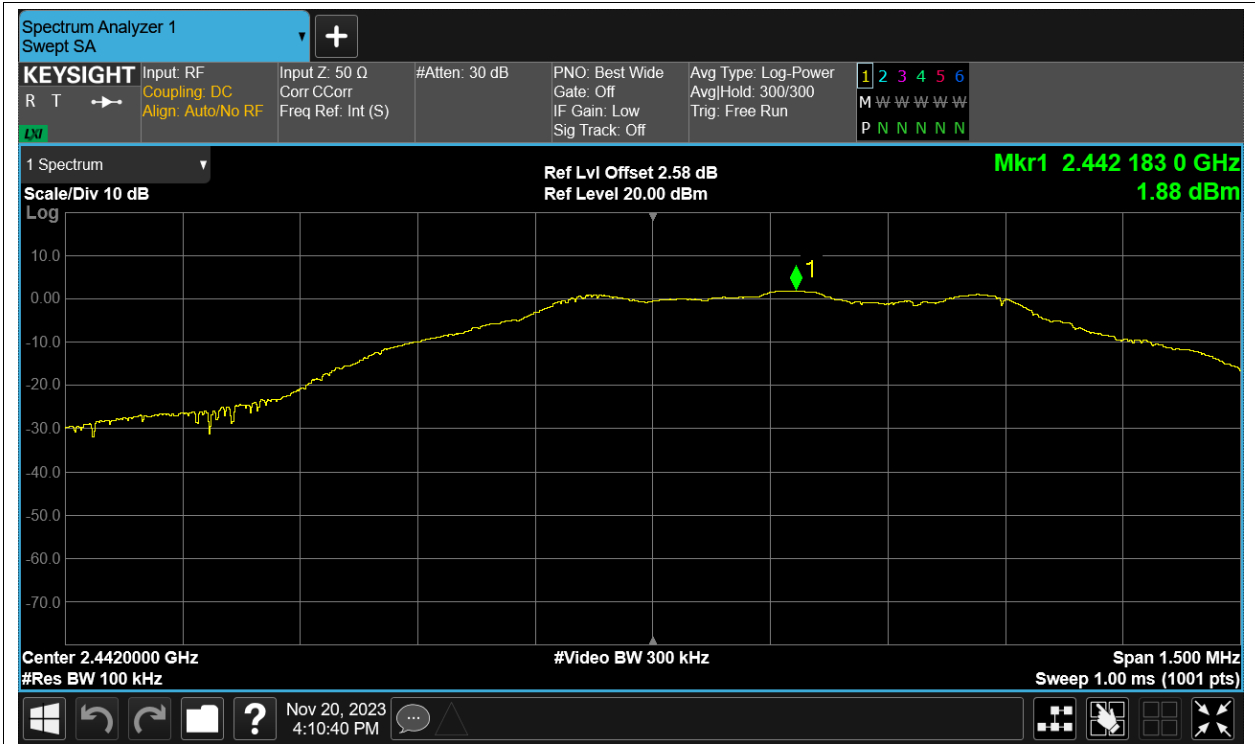 Spectrum Analyzer 1
Swept SA
+
KEYSIGHT
R T
LXI
Input: RF
Coupling: DC
Align: Auto/No RF
Input Z: 50 Ω
Corr CCorr
Freq Ref: Int (S)
#Atten: 30 dB
PNO: Best Wide
Gate: Off
IF Gain: Low
Sig Track: Off
Avg Type: Log-Power
Avg|Hold: 300/300
Trig: Free Run
1 2 3 4 5 6
M W W W W W
P N N N N N
1 Spectrum
Scale/Div 10 dB
Log
Ref Lvl Offset 2.58 dB
Ref Level 20.00 dBm
Mkr1 2.442 183 0 GHz
1.88 dBm
10.0
0.00
-10.0
-20.0
-30.0
-40.0
-50.0
-60.0
-70.0
1
Center 2.4420000 GHz
#Res BW 100 kHz
#Video BW 300 kHz
Span 1.500 MHz
Sweep 1.00 ms (1001 pts)
?
Nov 20, 2023
4:10:40 PM